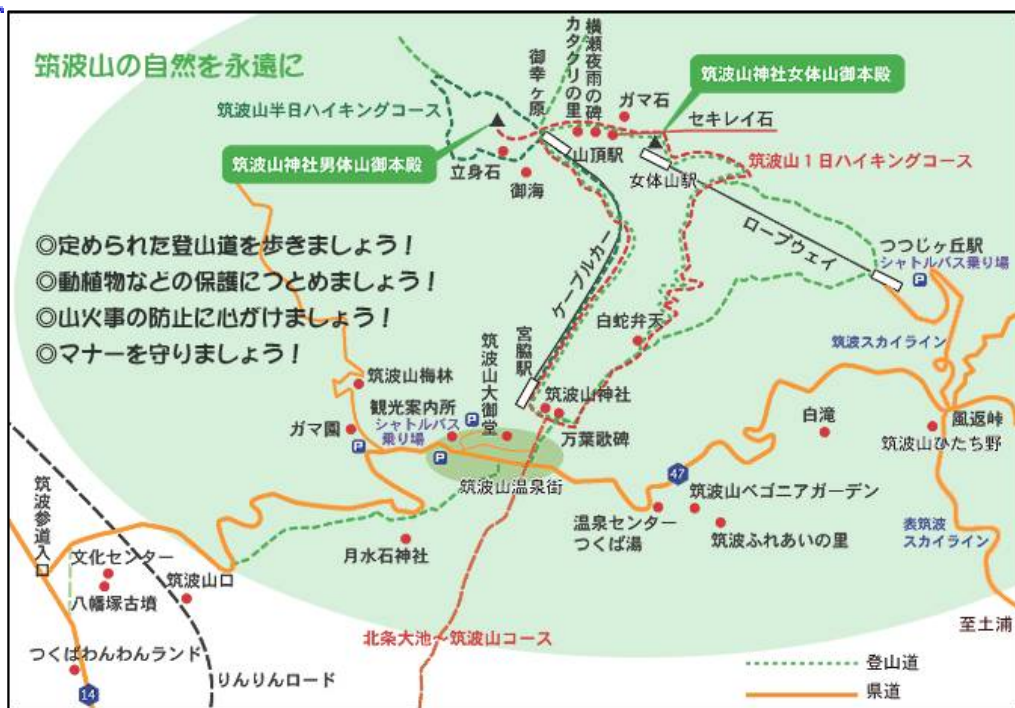 筑波山の自然を永遠に
筑波山半日ハイキングコース
御幸ヶ原
カタクリの里
横瀬夜雨の碑
ガマ石
筑波山神社女体山御本殿
セキレイ石
筑波山神社男体山御本殿
立身石
御海
山頂駅
女体山駅
筑波山1日ハイキングコース
◎定められた登山道を歩きましょう!
◎動植物などの保護につとめましょう!
◎山火事の防止に心がけましょう!
◎マナーを守りましょう!
ケーブルカー
ロープウェイ
つつじヶ丘駅
シャトルバス乗り場
P
筑波スカイライン
白蛇弁天
宮脇駅
筑波山大御堂
筑波山神社
万葉歌碑
筑波山梅林
ガマ園
P
観光案内所
シャトルバス
乗り場
P
P
筑波山温泉街
白滝
風返峠
筑波山ひたち野
47
筑波山ベゴニアガーデン
温泉センター
つくば湯
筑波ふれあいの里
表筑波
スカイライン
筑波参道入口
文化センター
八幡塚古墳
筑波山口
月水石神社
つくばわんわんランド
14
りんりんロード
北条大池〜筑波山コース
至土浦
登山道
県道